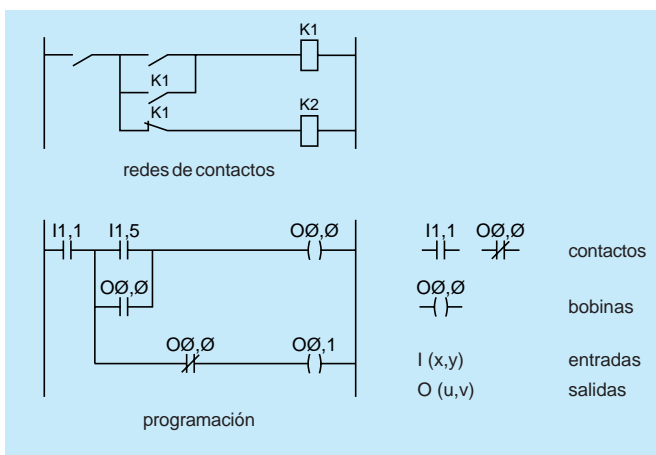 K1
K1
K1
K2
redes de contactos
I1,1 I1,5 OØ,Ø
OØ,Ø
OØ,Ø OØ,1
programación
I1,1 OØ,Ø contactos
OØ,Ø
bobinas
I (x,y) entradas
O (u,v) salidas